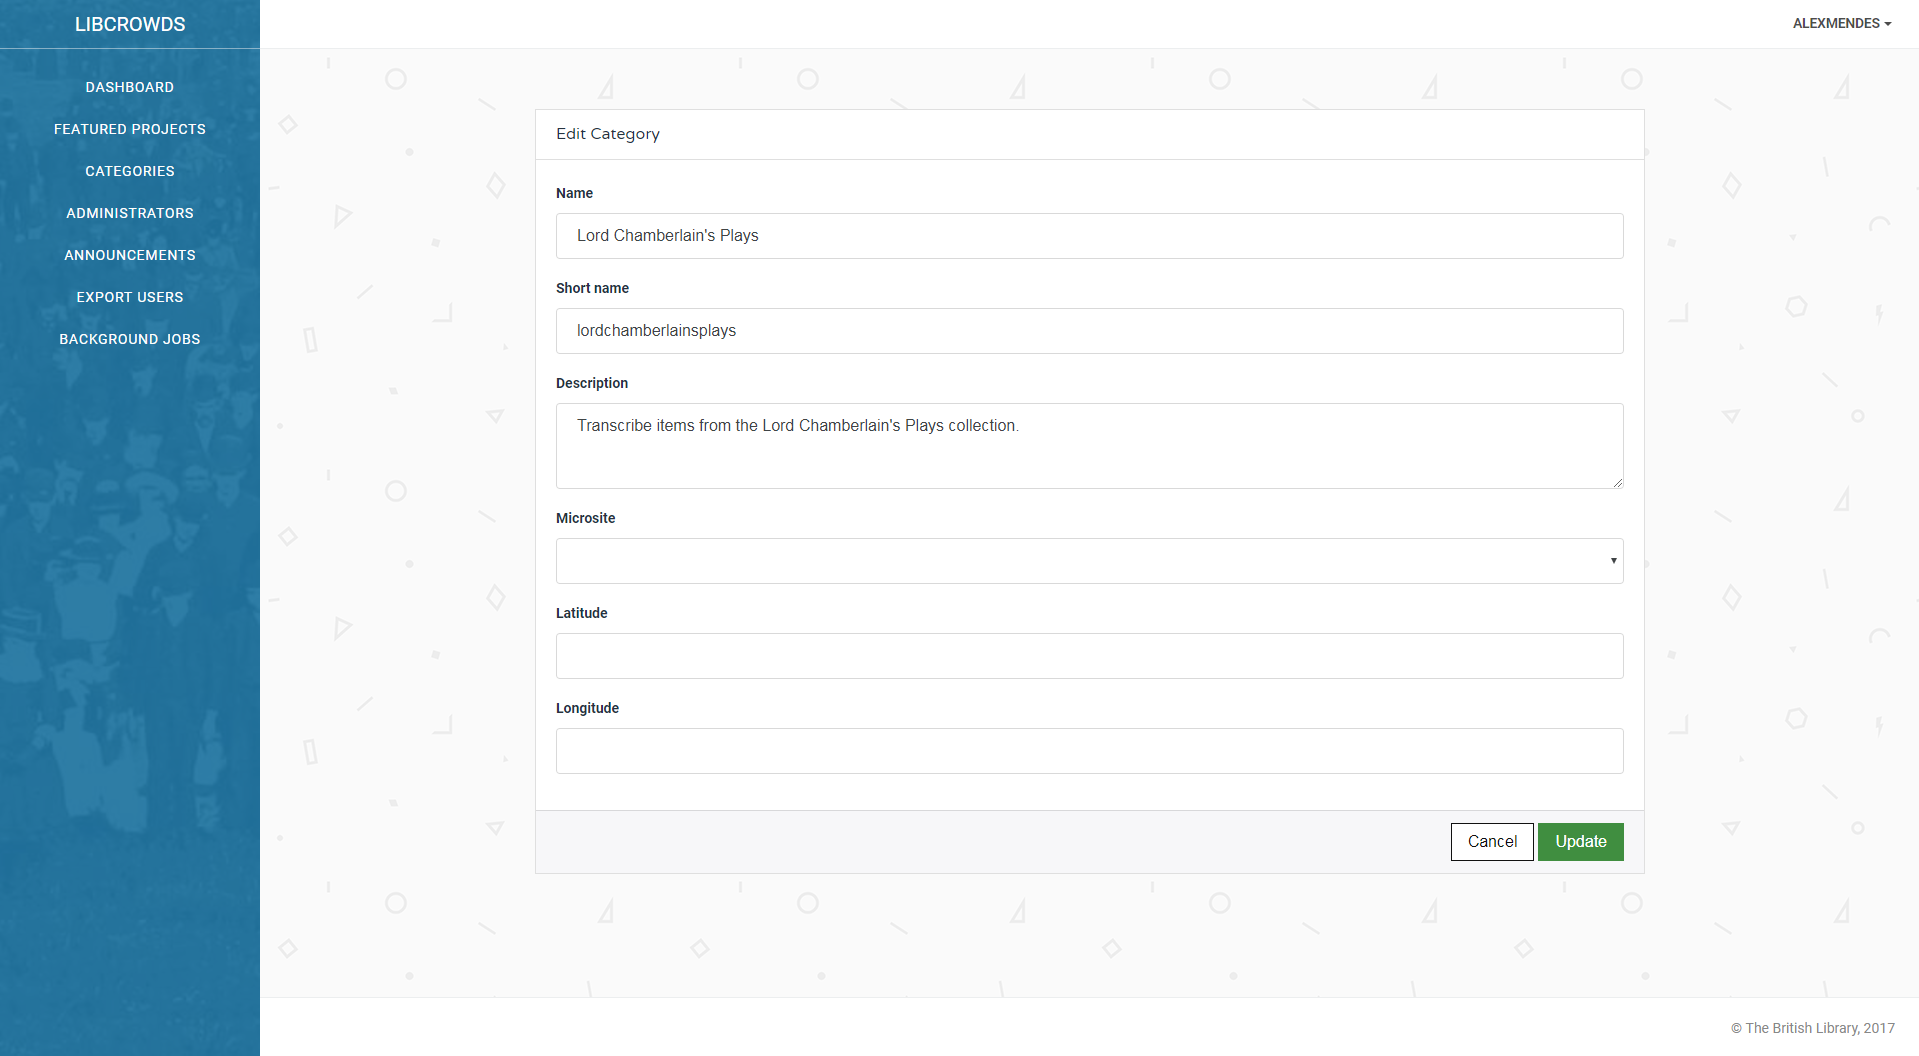 LIBCROWDS
DASHBOARD
FEATURED PROJECTS
CATEGORIES
ADMINISTRATORS
ANNOUNCEMENTS
EXPORT USERS
BACKGROUND JOBS
ALEXMENDES
Edit Category
Name
Lord Chamberlain's Plays
Short name
lordchamberlainsplays
Description
Transcribe items from the Lord Chamberlain's Plays collection.
Microsite
Latitude
Longitude
Cancel Update
© The British Library, 2017